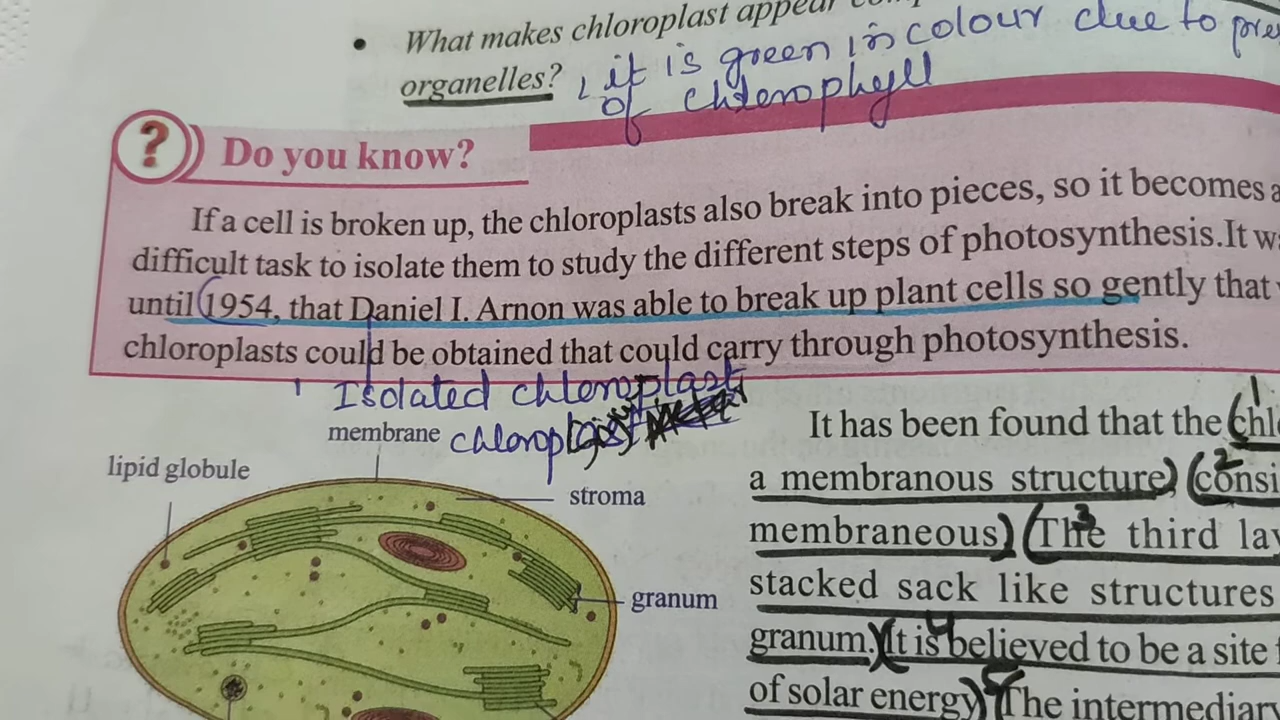 • What makes chloroplast appear
organelles? it is green in colour due to
of chlorophyll
? Do you know?
If a cell is broken up, the chloroplasts also break into pieces, so it becomes a
difficult task to isolate them to study the different steps of photosynthesis.It
until 1954, that Daniel I. Arnon was able to break up plant cells so gently that
chloroplasts could be obtained that could carry through photosynthesis.
Isolated chloroplast
membrane
lipid globule
stroma
granum
It has been found that the 1
a membranous structure) (2
membraneous) (The 3 third
stacked sack like structures
granum.) (It is 4 believed to be a site
of solar energy) 5 (The intermediary